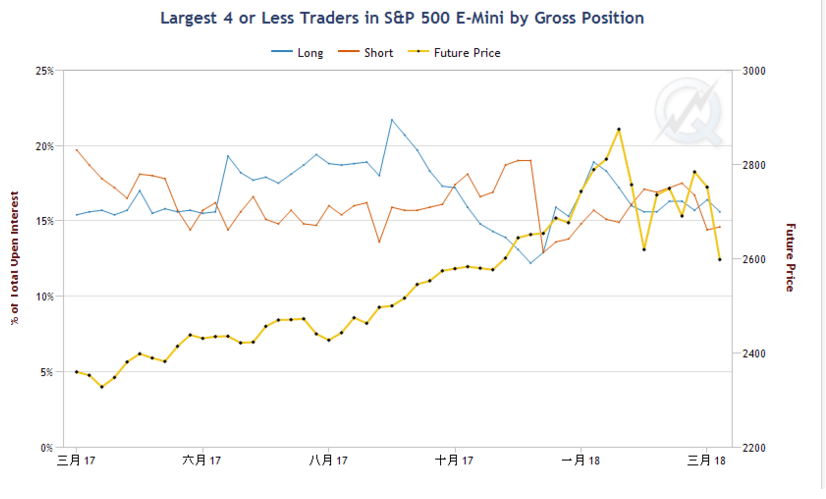 Largest 4 or Less Traders in S&P 500 E-Mini by Gross Position
Long Short Future Price
25%
20%
15%
10%
5%
0%
% of Total Open Interest
3000
2800
2600
2400
2200
Future Price
三月 17 六月 17 八月 17 十月 17 一月 18 三月 18